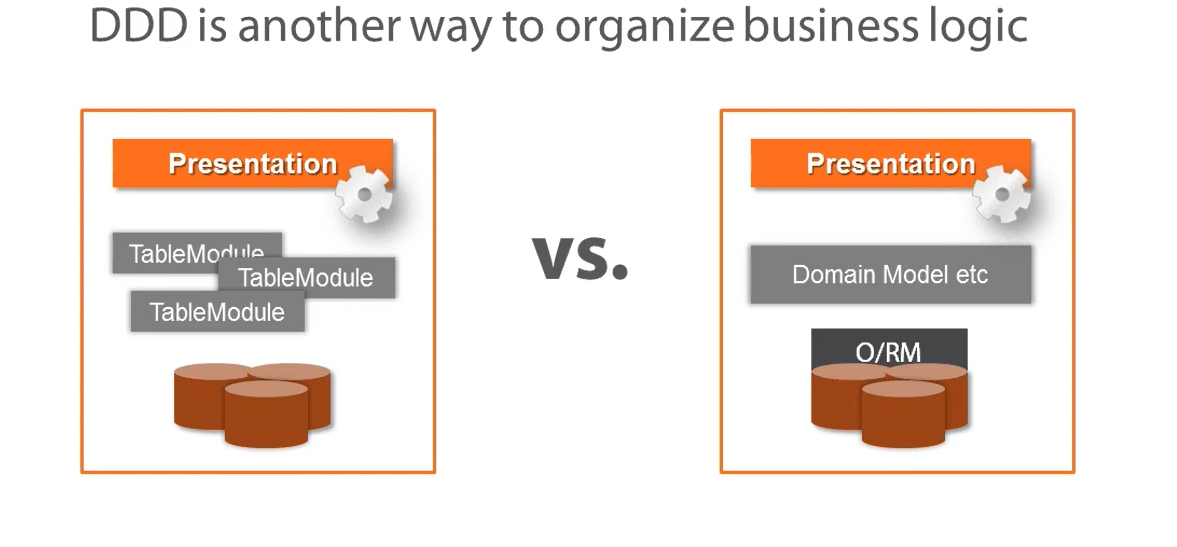 DDD is another way to organize business logic
Presentation
TableModule
TableModule
TableModule
vs.
Presentation
Domain Model etc
O/RM